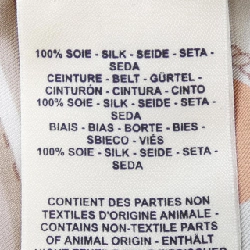 100% SOIE - SILK - SEIDE - SETA -
SEDA
CEINTURE - BELT - GÜRTEL -
CINTURÓN - CINTURA - CINTO
100% SOIE - SILK - SEIDE - SETA -
SEDA
BIAIS - BIAS - BORTE - BIES -
SBIECO - VIÉS
100% SOIE - SILK - SEIDE - SETA -
SEDA
CONTIENT DES PARTIES NON
TEXTILES D'ORIGINE ANIMALE -
CONTAINS NON-TEXTILE PARTS
OF ANIMAL ORIGIN - ENTHÄLT